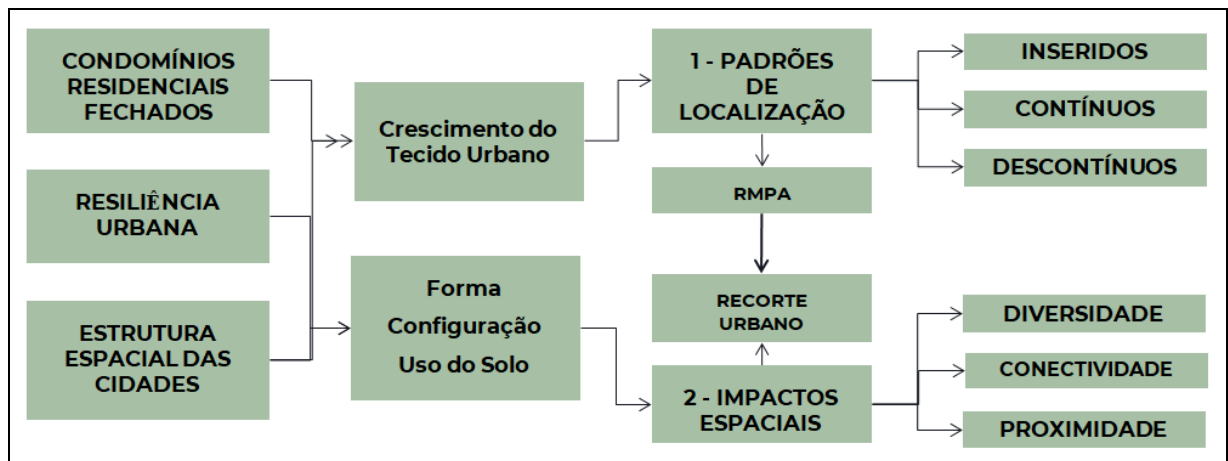 CONDOMÍNIOS
RESIDENCIAIS
FECHADOS
RESILIÊNCIA
URBANA
ESTRUTURA
ESPACIAL DAS
CIDADES
Crescimento do
Tecido Urbano
Forma
Configuração
Uso do Solo
1 - PADRÕES
DE
LOCALIZAÇÃO
RMPA
RECORTE
URBANO
2 - IMPACTOS
ESPACIAIS
INSERIDOS
CONTÍNUOS
DESCONTÍNUOS
DIVERSIDADE
CONECTIVIDADE
PROXIMIDADE